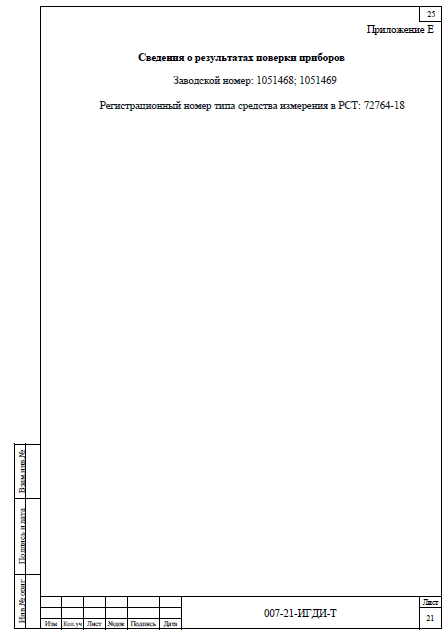 25
Приложение Е
Сведения о результатах поверки приборов
Заводской номер: 1051468; 1051469
Регистрационный номер типа средства измерения в РСТ: 72764-18
Взам инв №
Подпись и дата
Инв № ориг
Изм Кол.уч Лист №док Подпись Дата
007-21-ИГДИ-Т
Лист
21